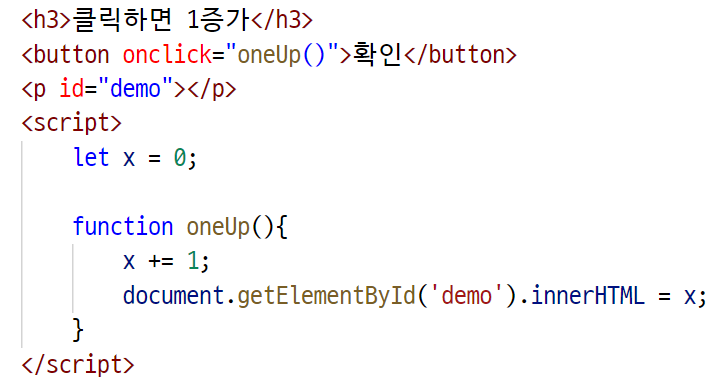 <h3>클릭하면 1증가</h3>
<button onclick="oneUp()">확인</button>
<p id="demo"></p>
<script>
    let x = 0;

    function oneUp(){
        x += 1;
        document.getElementById('demo').innerHTML = x;
    }
</script>